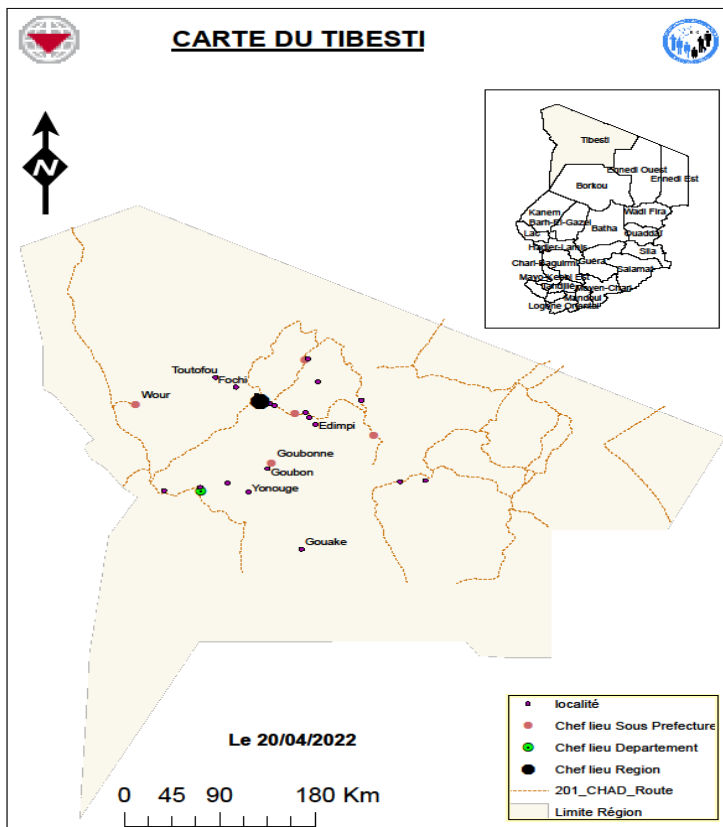 CARTE DU TIBESTI
N
Tibesti
Ennedi Ouest
Ennedi Est
Borkou
Kanem
Wadi Fira
Barh-El-Gazel
Batha
Lac
Ouaddaï
Hadjer-Lamis
Sila
Chari-Baguirmi
Guéra
Salamat
Mayo-Kebbi Est
Tandjilé
Moyen-Chari
Mandoul
Logone Oriental
Toutofou
Fochi
Wour
Edimpi
Goubonne
Goubon
Yonouge
Gouake
Le 20/04/2022
0 45 90 180 Km
localité
Chef lieu Sous Prefecture
Chef lieu Departement
Chef lieu Region
201_CHAD_Route
Limite Région